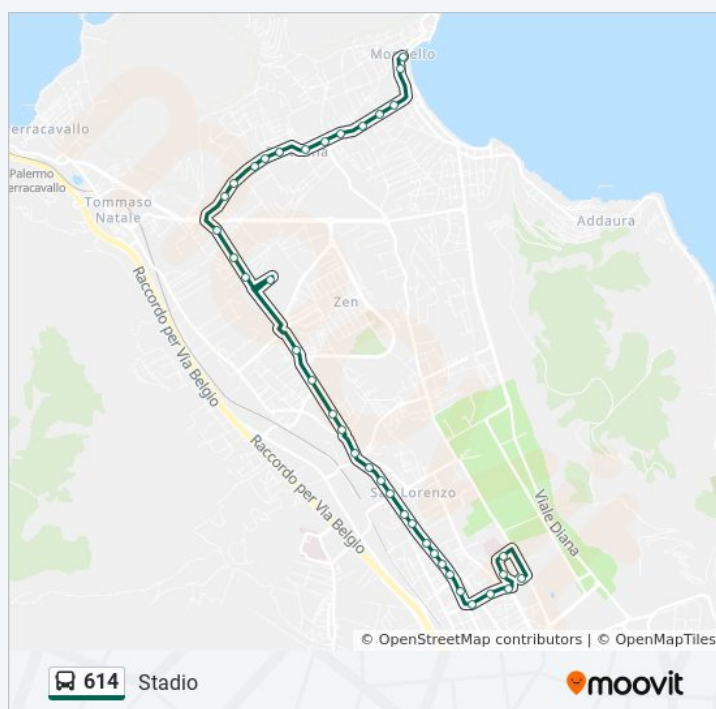 Mondello
erracavallo
Palermo
erracavallo
Tommaso
Natale
Addaura
Zen
Raccordo per Via Belgio
Raccordo per Via Belgio
San Lorenzo
Viale Diana
© OpenStreetMap contributors | © OpenMapTiles
614 Stadio
moovit